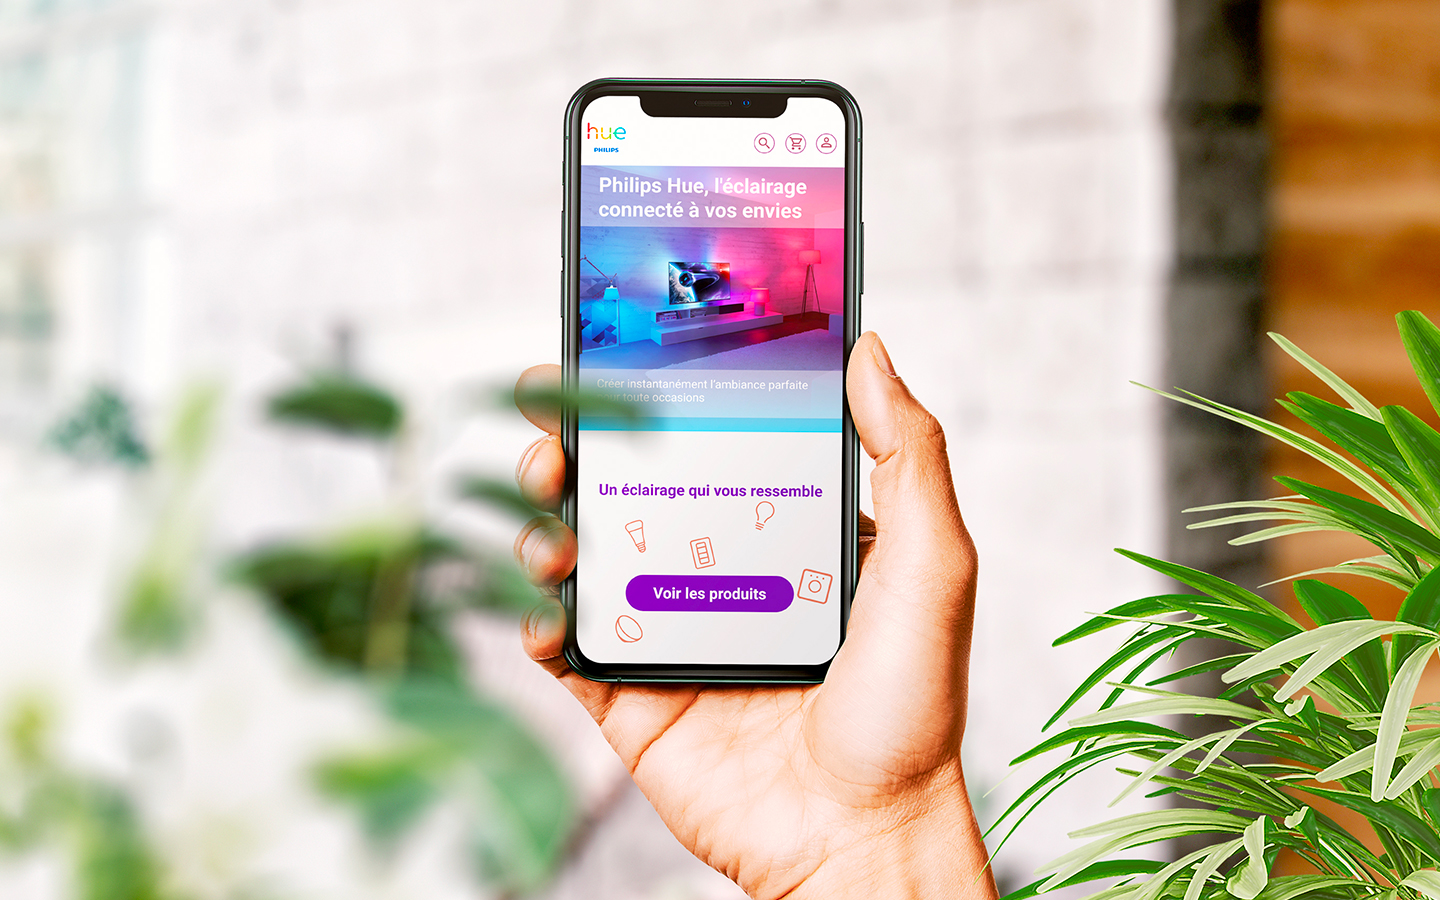 hue
PHILIPS
Philips Hue, l'éclairage
connecté à vos envies
Créer instantanément l'ambiance parfaite
pour toute occasions
Un éclairage qui vous ressemble
Voir les produits